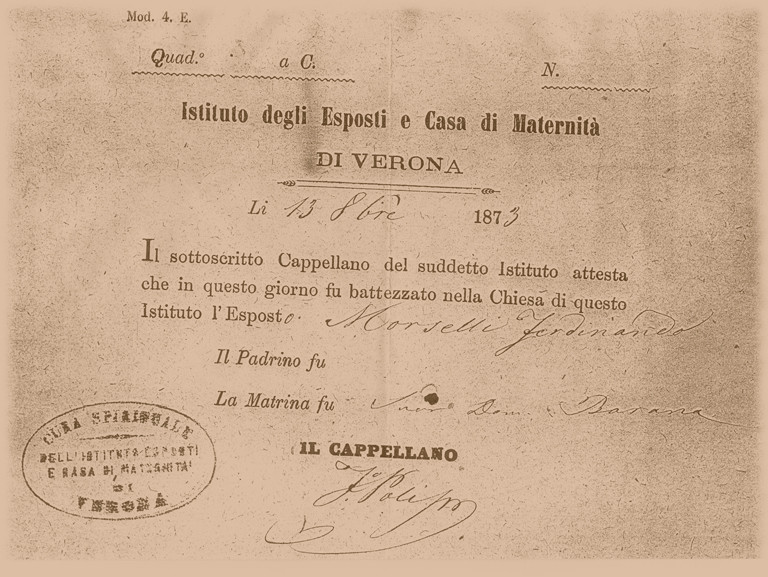 Mod. 4. E.
Quad.º a C. N.
Istituto degli Esposti e Casa di Maternità
DI VERONA
Li 13 8bre 1873
Il sottoscritto Cappellano del suddetto Istituto attesta
che in questo giorno fu battezzato nella Chiesa di questo
Istituto l'Esposto. Morselli Ferdinando
Il Padrino fu
La Matrina fu Barana
IL CAPPELLANO
CURA SPIRITUALE
DELL'ISTITUTO ESPOSTI
E CASA DI MATERNITA'
DI
VERONA